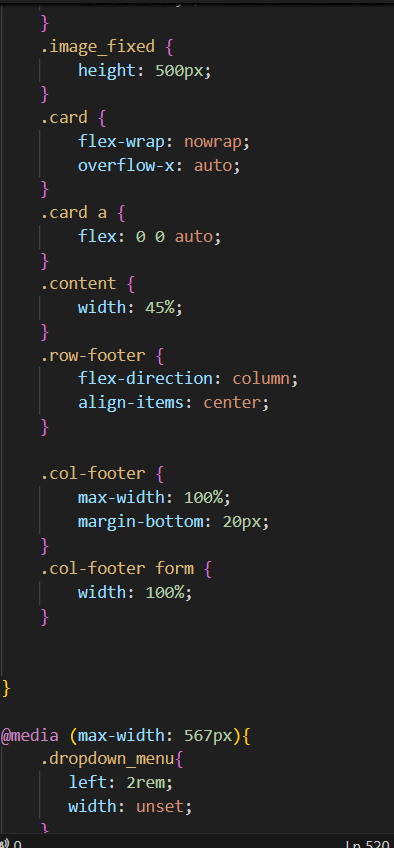 }
.image_fixed {
height: 500px;
}
.card {
flex-wrap: nowrap;
overflow-x: auto;
}
.card a {
flex: 0 0 auto;
}
.content {
width: 45%;
}
.row-footer {
flex-direction: column;
align-items: center;
}
.col-footer {
max-width: 100%;
margin-bottom: 20px;
}
.col-footer form {
width: 100%;
}
}
@media (max-width: 567px){
.dropdown_menu{
left: 2rem;
width: unset;
}
0
Ln 520